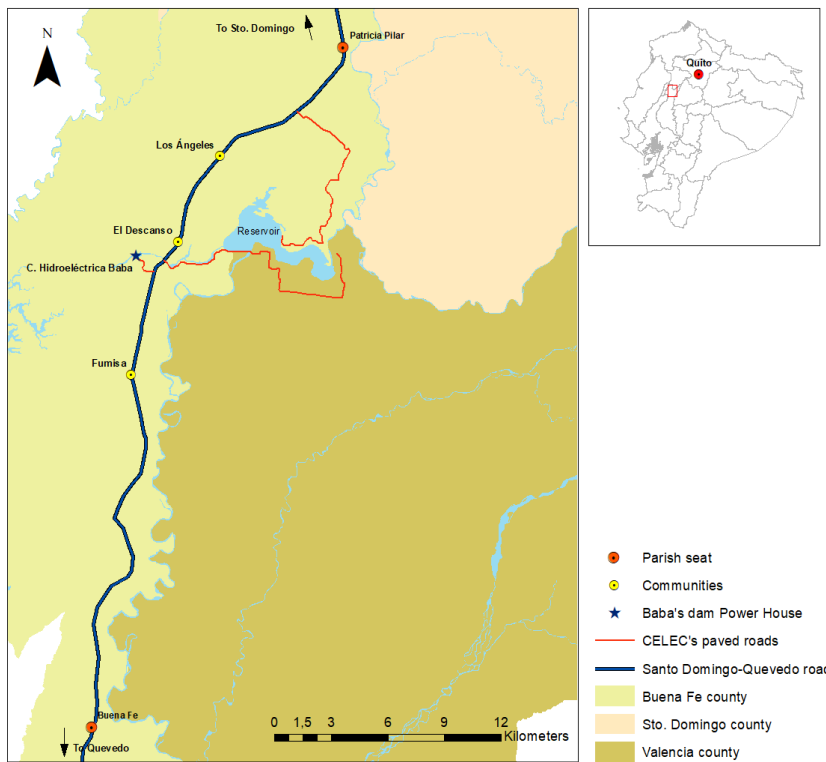 N
To Sto. Domingo
Patricia Pilar
Los Ángeles
El Descanso
Reservoir
C. Hidroeléctrica Baba
Fumisa
Buena Fe
To Quevedo
0 1,5 3 6 9 12
Kilometers
Quito
Parish seat
Communities
Baba's dam Power House
CELEC's paved roads
Santo Domingo-Quevedo road
Buena Fe county
Sto. Domingo county
Valencia county